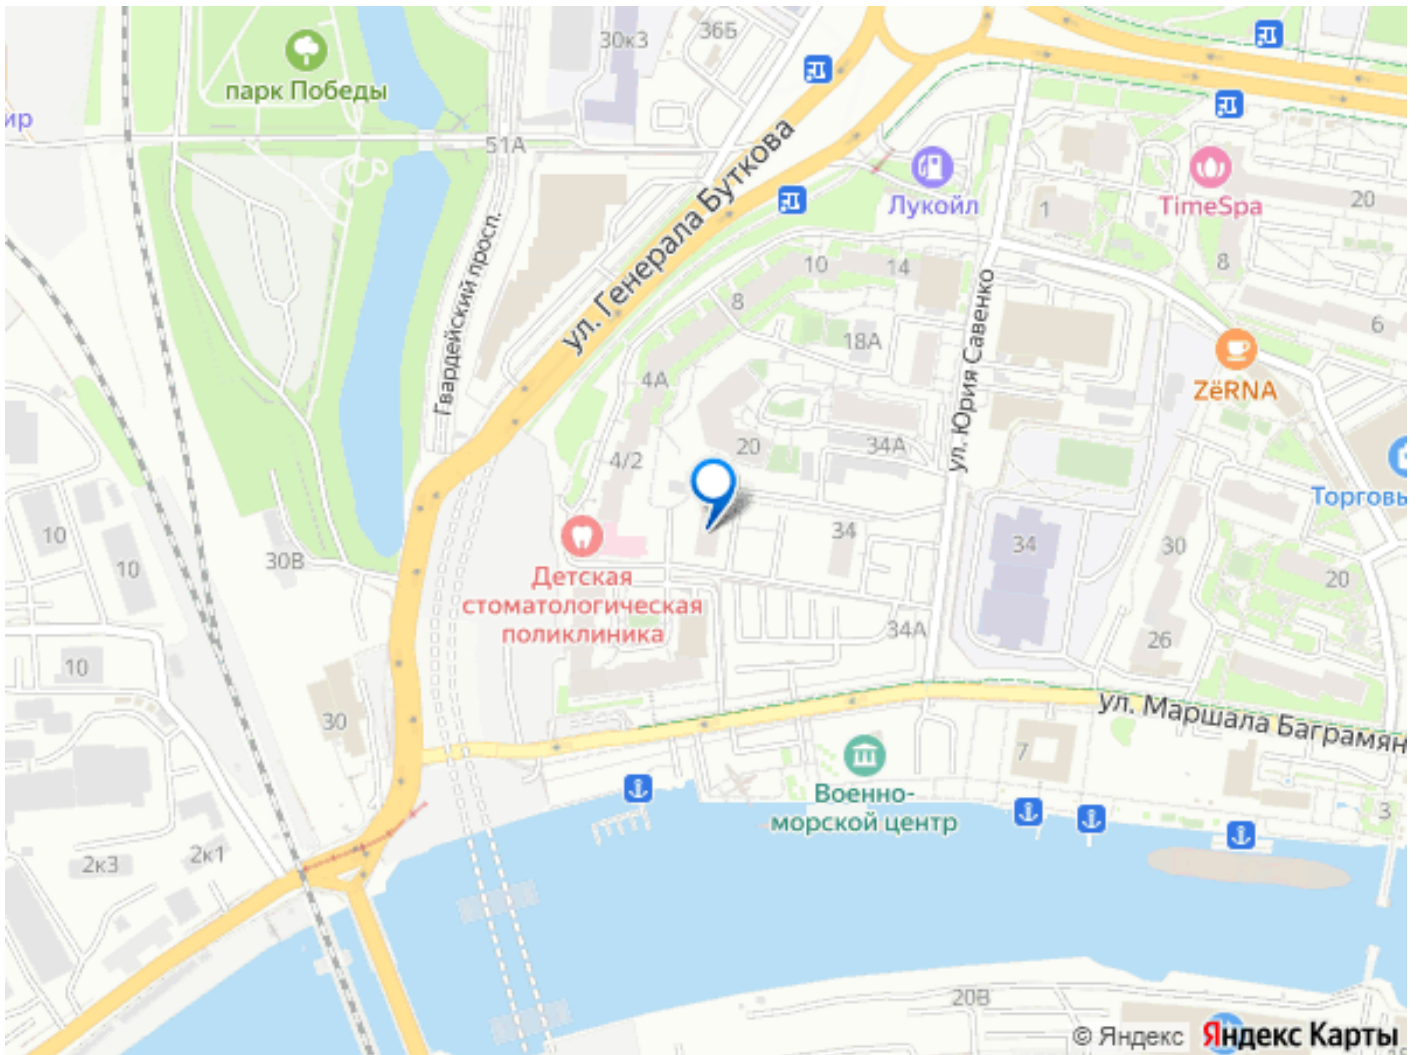 36Б
30к3
парк Победы
ир
51А
ул. Генерала Буткова
Лукойл
TimeSpa
20
1
Гвардейский просп.
10
14
8
8
ул. Юрия Савенко
6
18А
ZёRNA
4А
20
34А
4/2
Торговы
10
10
30В
34
34
30
20
Детская
стоматологическая
поликлиника
34А
26
10
30
ул. Маршала Баграмян
7
Военно-
морской центр
3
2к3
2к1
20В
© Яндекс Яндекс Карты